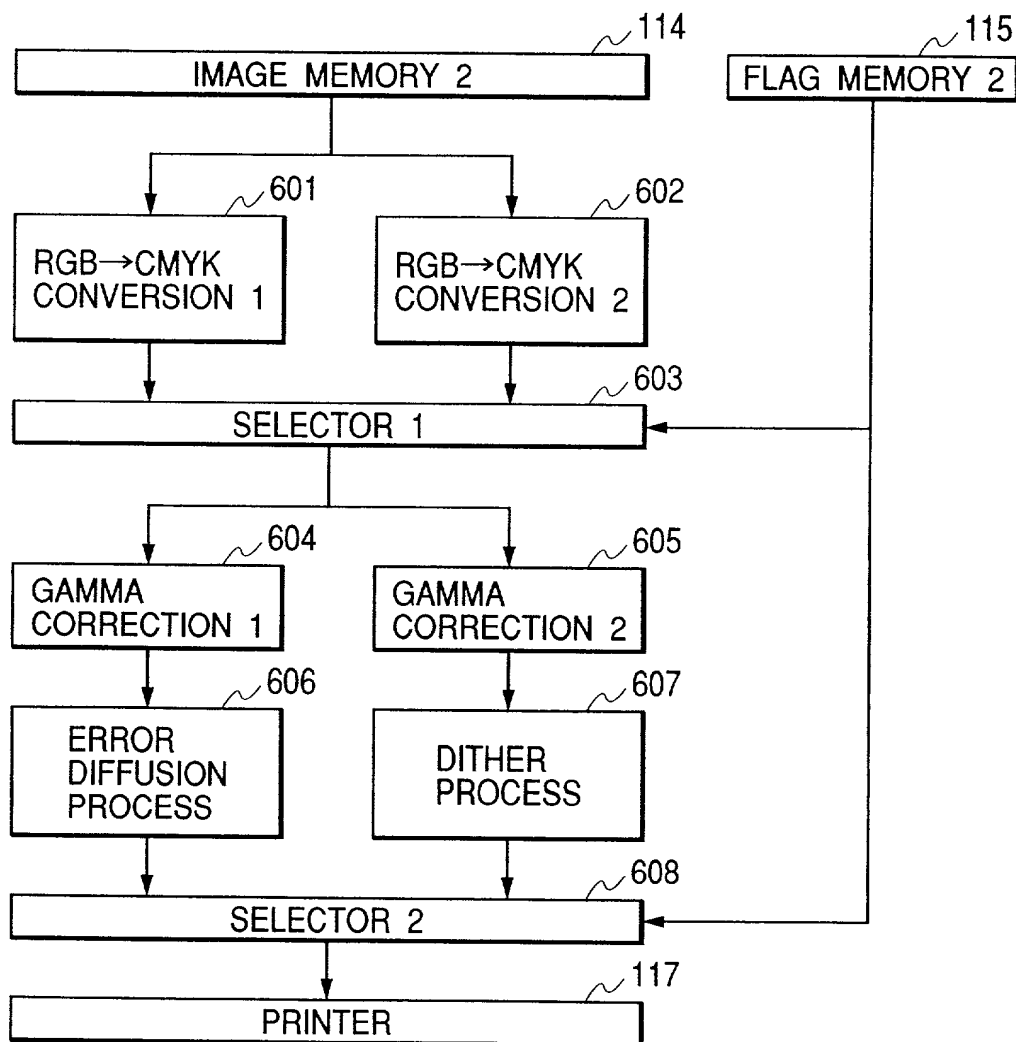 114
115
IMAGE MEMORY 2
FLAG MEMORY 2
601
602
RGB→CMYK
CONVERSION 1
RGB→CMYK
CONVERSION 2
603
SELECTOR 1
604
605
GAMMA
CORRECTION 1
GAMMA
CORRECTION 2
606
607
ERROR
DIFFUSION
PROCESS
DITHER
PROCESS
608
SELECTOR 2
117
PRINTER